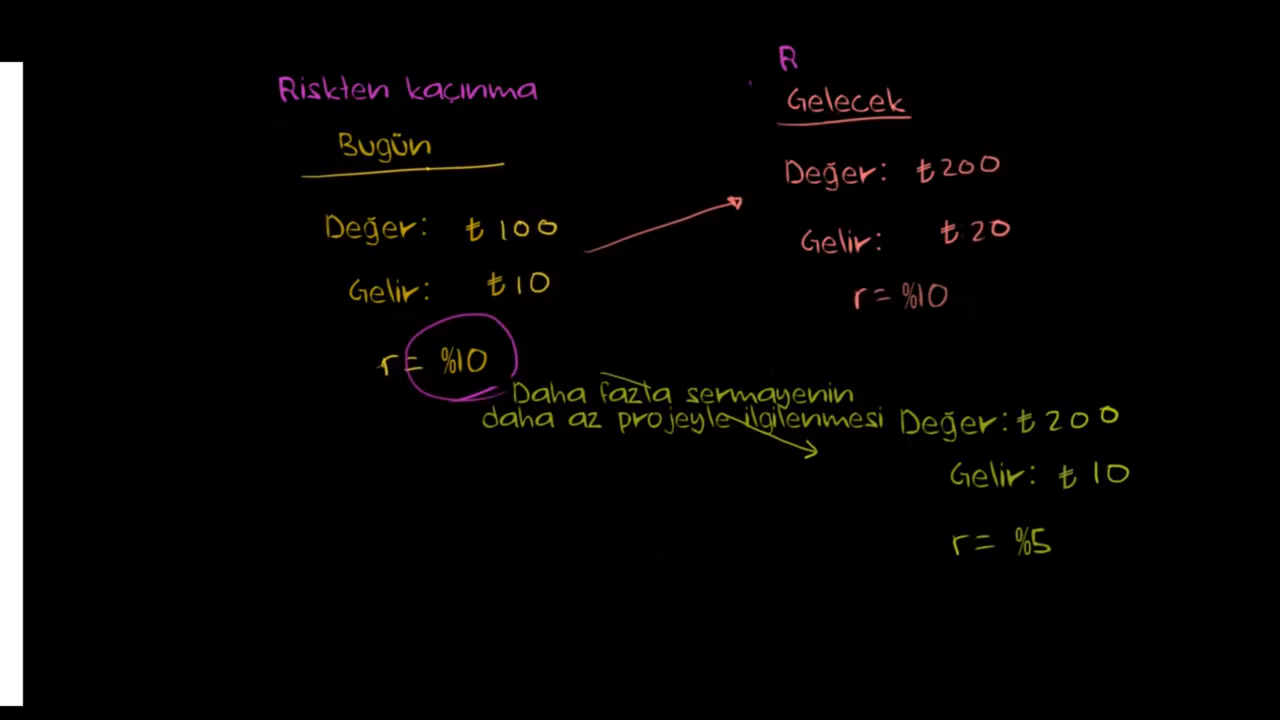 Riskten kaçınma
Bugün
Değer: ₺100
Gelir: ₺10
r= %10
R
Gelecek
Değer: ₺200
Gelir: ₺20
r= %10
Daha fazla sermayenin
daha az projeyle ilgilenmesi
Değer: ₺200
Gelir: ₺10
r= %5